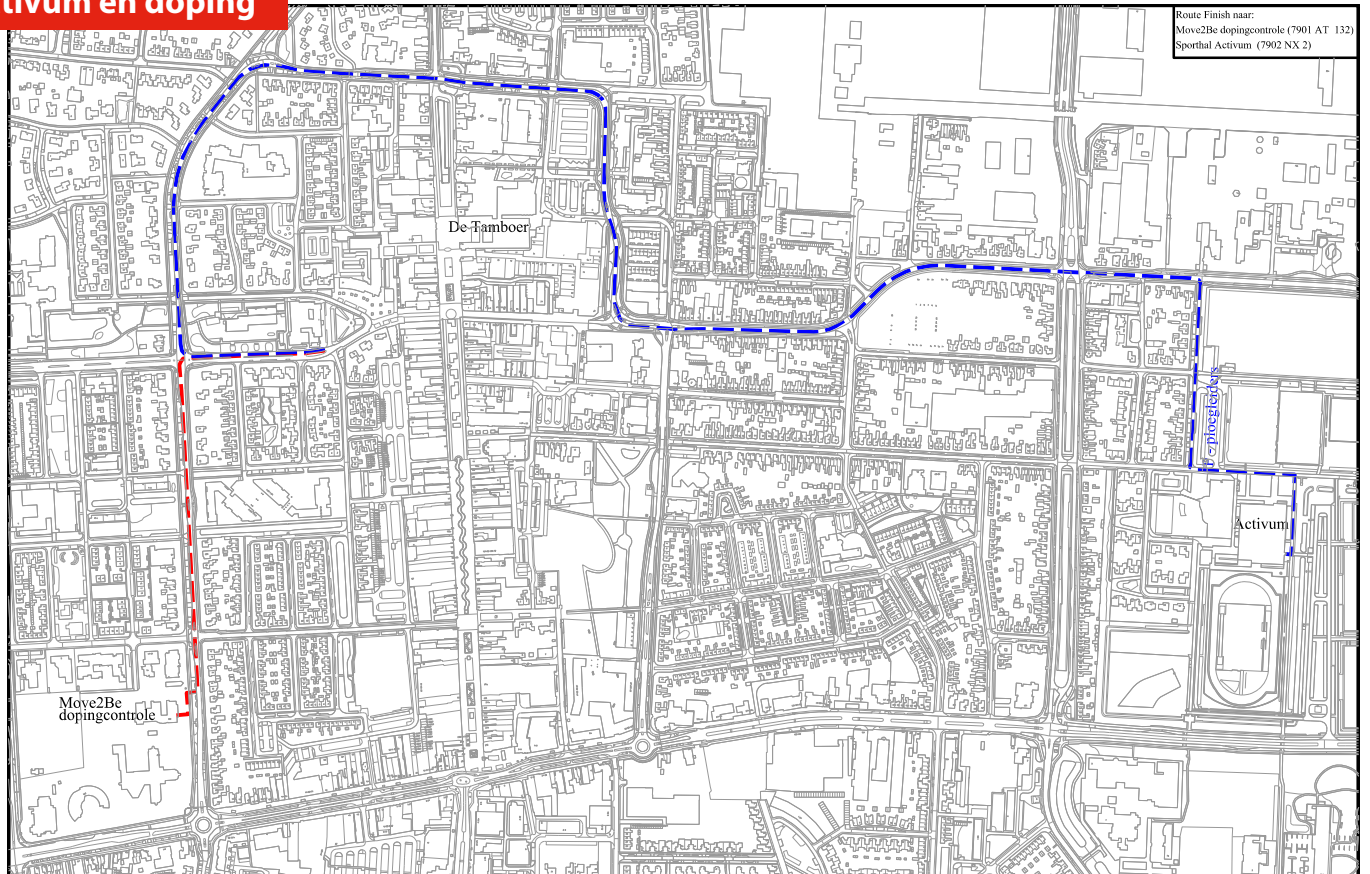 tivum en doping
Route Finish naar:
Move2Be dopingcontrole (7901 AT 132)
Sporthal Activum (7902 NX 2)
De Tamboer
ploegleiders
Activum
Move2Be
dopingcontrole